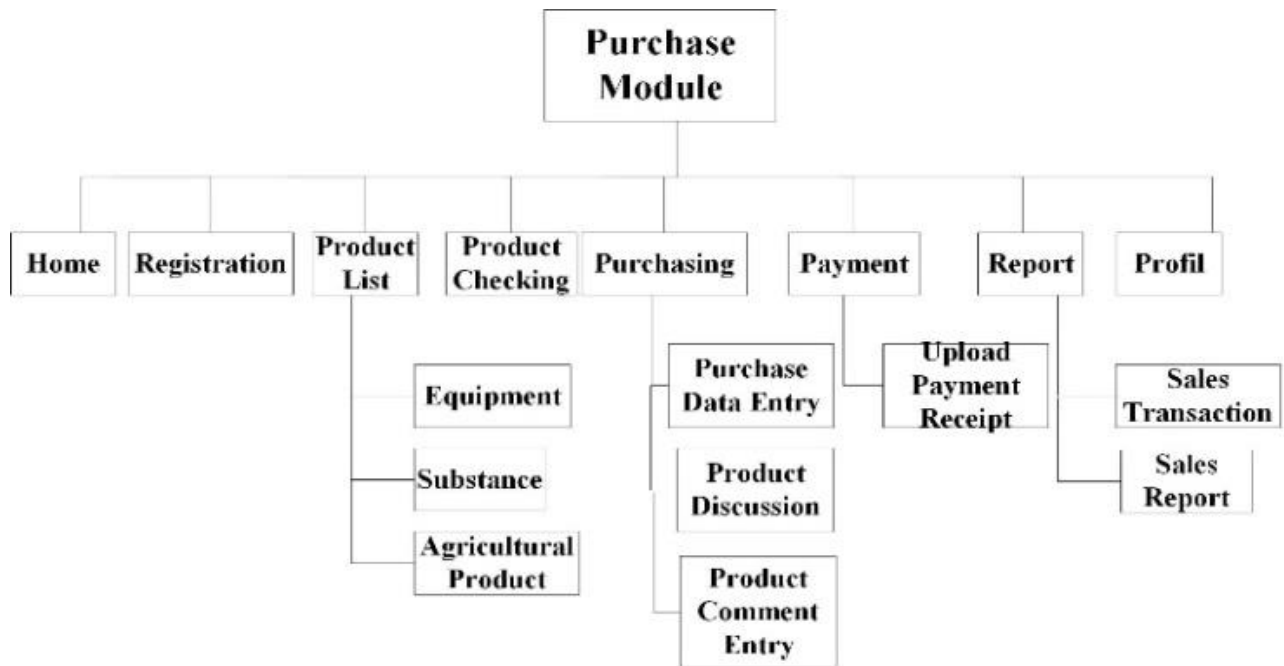 Purchase
Module
Home
Registration
Product
List
Product
Checking
Purchasing
Payment
Report
Profil
Equipment
Substance
Agricultural
Product
Purchase
Data Entry
Product
Discussion
Product
Comment
Entry
Upload
Payment
Receipt
Sales
Transaction
Sales
Report